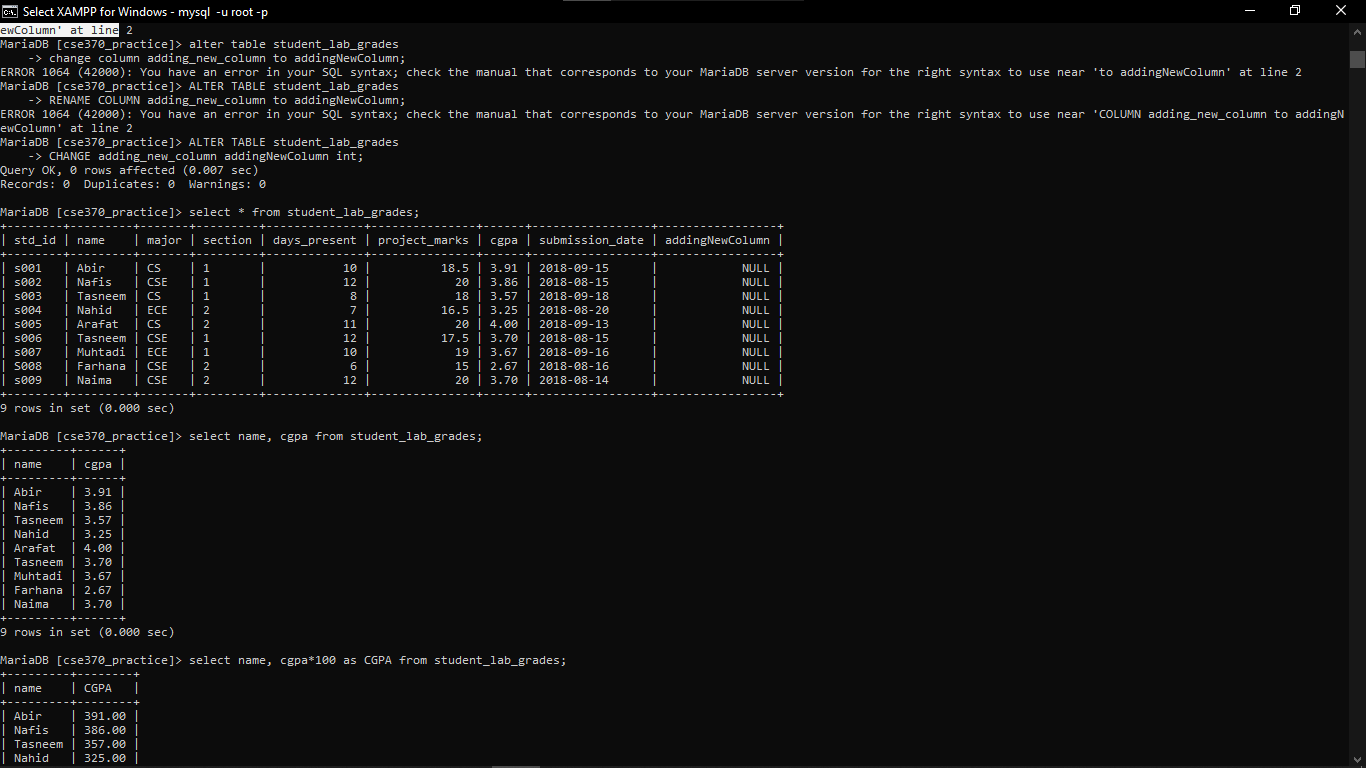 Select XAMPP for Windows - mysql  -u root -p
ewColumn' at line 2
MariaDB [cse370_practice]> alter table student_lab_grades
    -> change column adding_new_column to addingNewColumn;
ERROR 1064 (42000): You have an error in your SQL syntax; check the manual that corresponds to your MariaDB server version for the right syntax to use near 'to addingNewColumn' at line 2
MariaDB [cse370_practice]> ALTER TABLE student_lab_grades
    -> RENAME COLUMN adding_new_column to addingNewColumn;
ERROR 1064 (42000): You have an error in your SQL syntax; check the manual that corresponds to your MariaDB server version for the right syntax to use near 'COLUMN adding_new_column to addingN
ewColumn' at line 2
MariaDB [cse370_practice]> ALTER TABLE student_lab_grades
    -> CHANGE adding_new_column addingNewColumn int;
Query OK, 0 rows affected (0.007 sec)
Records: 0  Duplicates: 0  Warnings: 0
MariaDB [cse370_practice]> select * from student_lab_grades;
+--------+---------+-------+---------+--------------+---------------+------+-----------------+-----------------+
| std_id | name    | major | section | days_present | project_marks | cgpa | submission_date | addingNewColumn |
+--------+---------+-------+---------+--------------+---------------+------+-----------------+-----------------+
| s001   | Abir    | CS    | 1       |           10 |          18.5 | 3.91 | 2018-09-15      |            NULL |
| s002   | Nafis   | CSE   | 1       |           12 |            20 | 3.86 | 2018-08-15      |            NULL |
| s003   | Tasneem | CS    | 1       |            8 |            18 | 3.57 | 2018-09-18      |            NULL |
| s004   | Nahid   | ECE   | 2       |            7 |          16.5 | 3.25 | 2018-08-20      |            NULL |
| s005   | Arafat  | CS    | 2       |           11 |            20 | 4.00 | 2018-09-13      |            NULL |
| s006   | Tasneem | CSE   | 1       |           12 |          17.5 | 3.70 | 2018-08-15      |            NULL |
| s007   | Muhtadi | ECE   | 1       |           10 |            19 | 3.67 | 2018-09-16      |            NULL |
| S008   | Farhana | CSE   | 2       |            6 |            15 | 2.67 | 2018-08-16      |            NULL |
| s009   | Naima   | CSE   | 2       |           12 |            20 | 3.70 | 2018-08-14      |            NULL |
+--------+---------+-------+---------+--------------+---------------+------+-----------------+-----------------+
9 rows in set (0.000 sec)
MariaDB [cse370_practice]> select name, cgpa from student_lab_grades;
+---------+------+
| name    | cgpa |
+---------+------+
| Abir    | 3.91 |
| Nafis   | 3.86 |
| Tasneem | 3.57 |
| Nahid   | 3.25 |
| Arafat  | 4.00 |
| Tasneem | 3.70 |
| Muhtadi | 3.67 |
| Farhana | 2.67 |
| Naima   | 3.70 |
+---------+------+
9 rows in set (0.000 sec)
MariaDB [cse370_practice]> select name, cgpa*100 as CGPA from student_lab_grades;
+---------+--------+
| name    | CGPA   |
+---------+--------+
| Abir    | 391.00 |
| Nafis   | 386.00 |
| Tasneem | 357.00 |
| Nahid   | 325.00 |